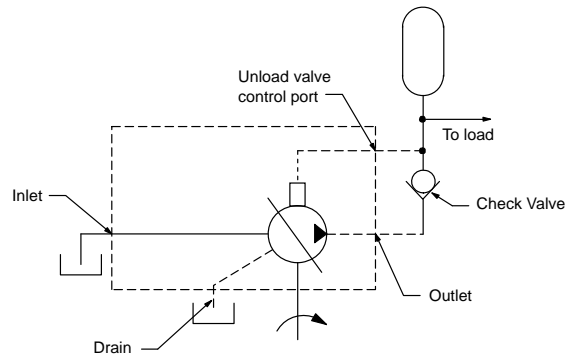 Unload valve
control port
To load
Inlet
Check Valve
Outlet
Drain